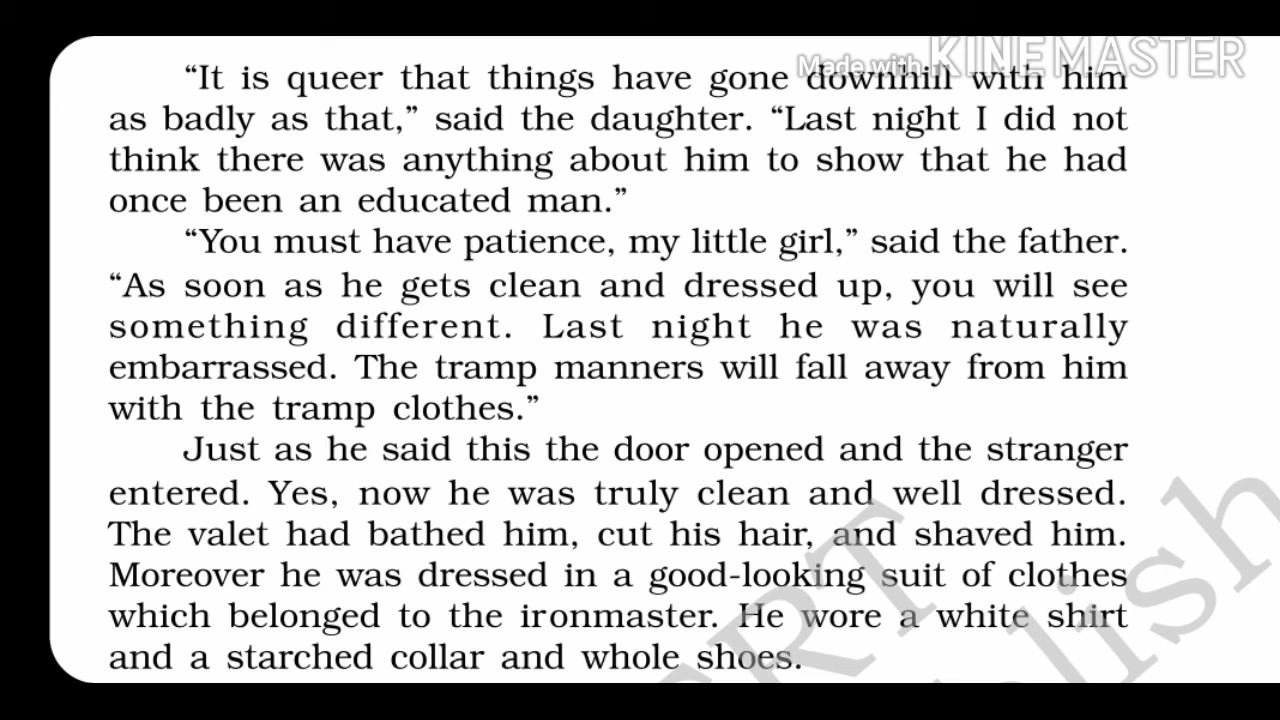 Made with KINEMASTER
“It is queer that things have gone downhill with him
as badly as that,” said the daughter. “Last night I did not
think there was anything about him to show that he had
once been an educated man.”
“You must have patience, my little girl,” said the father.
“As soon as he gets clean and dressed up, you will see
something different. Last night he was naturally
embarrassed. The tramp manners will fall away from him
with the tramp clothes.”
Just as he said this the door opened and the stranger
entered. Yes, now he was truly clean and well dressed.
The valet had bathed him, cut his hair, and shaved him.
Moreover he was dressed in a good-looking suit of clothes
which belonged to the ironmaster. He wore a white shirt
and a starched collar and whole shoes.